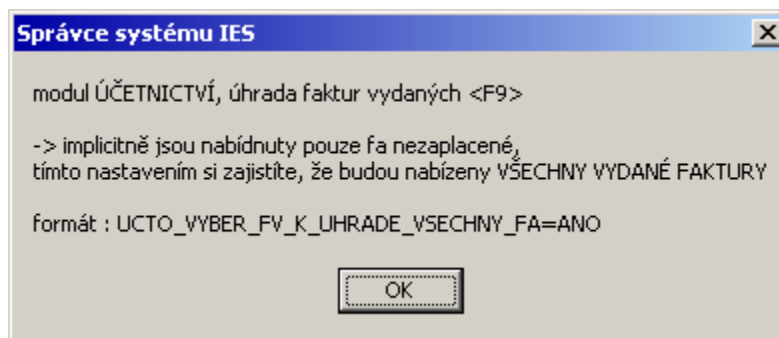 Správce systému IES
modul ÚČETNICTVÍ, úhrada faktur vydaných <F9>
-> implicitně jsou nabídnuty pouze fa nezaplacené,
tímto nastavením si zajistíte, že budou nabízeny VŠECHNY VYDANÉ FAKTURY
formát : UCTO_VYBER_FV_K_UHRADE_VSECHNY_FA=ANO
OK